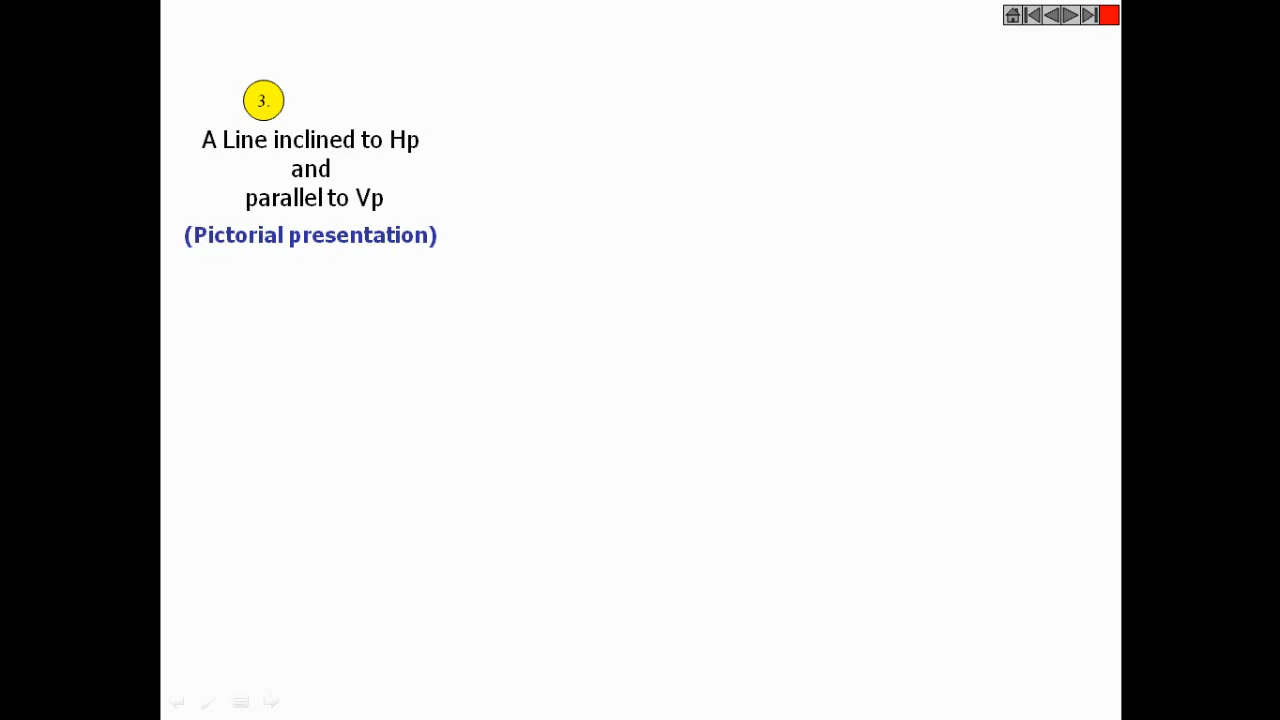 3.
A Line inclined to Hp
and
parallel to Vp
(Pictorial presentation)